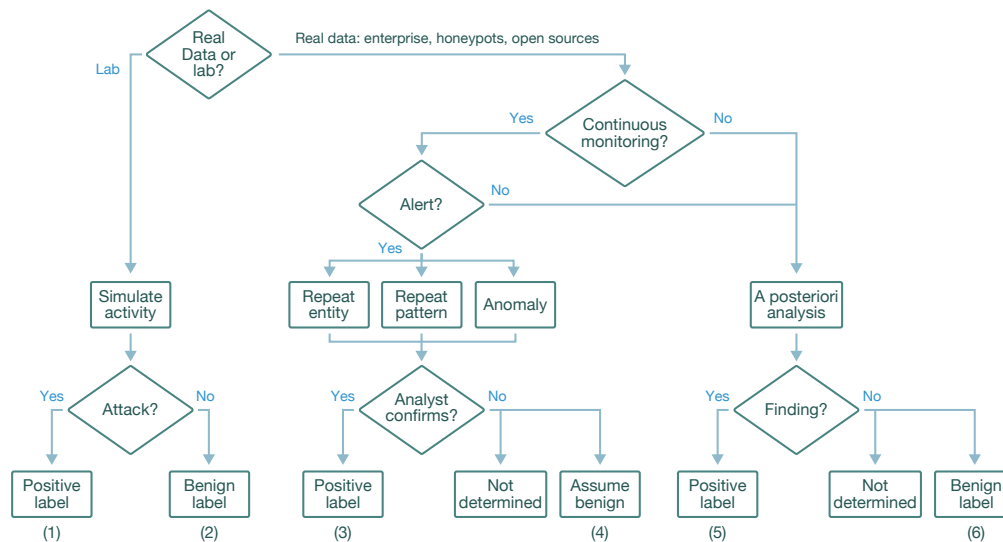 Real
Data or
lab?
Real data: enterprise, honeypots, open sources
Lab
Continuous
monitoring?
Yes
No
Alert?
No
Yes
Simulate
activity
Repeat
entity
Repeat
pattern
Anomaly
A posteriori
analysis
Attack?
Yes
No
Analyst
confirms?
Yes
No
Finding?
Yes
No
Positive
label
Benign
label
Positive
label
Not
determined
Assume
benign
Positive
label
Not
determined
Benign
label
(1)
(2)
(3)
(4)
(5)
(6)